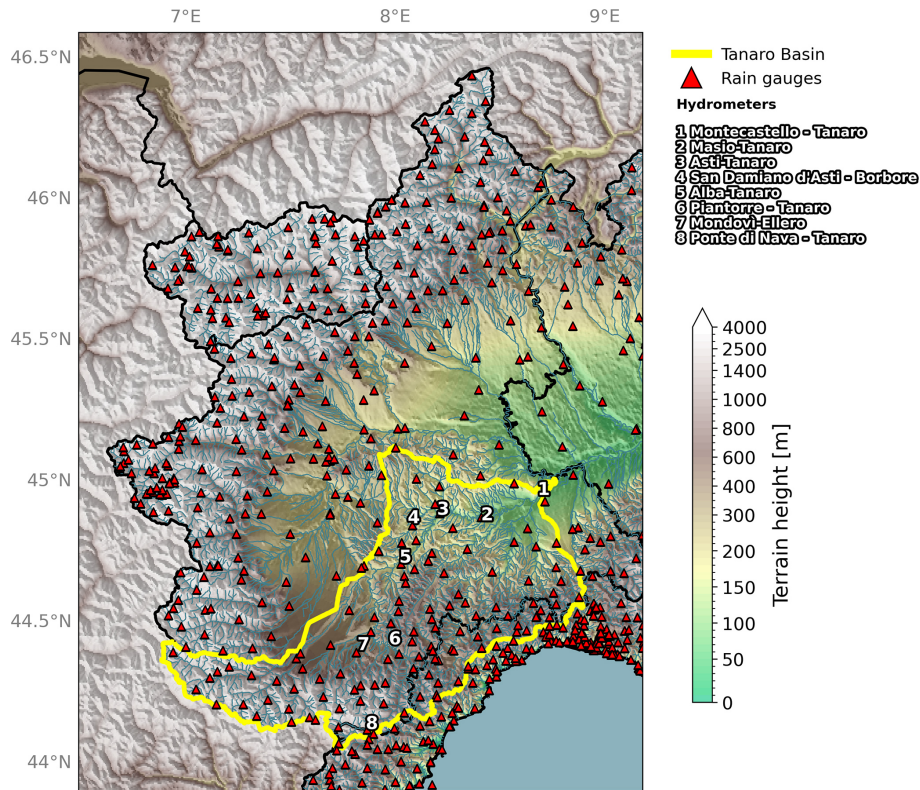 7°E 8°E 9°E
46.5°N
46°N
45.5°N
45°N
44.5°N
44°N
1
2
3
4
5
6
7
8
Tanaro Basin
Rain gauges
Hydrometers
1 Montecastello - Tanaro
2 Masio-Tanaro
3 Asti-Tanaro
4 San Damiano d'Asti - Borbore
5 Alba-Tanaro
6 Piantorre - Tanaro
7 Mondovì-Ellero
8 Ponte di Nava - Tanaro
4000
2500
1400
1000
800
600
400
300
200
150
100
50
0
Terrain height [m]